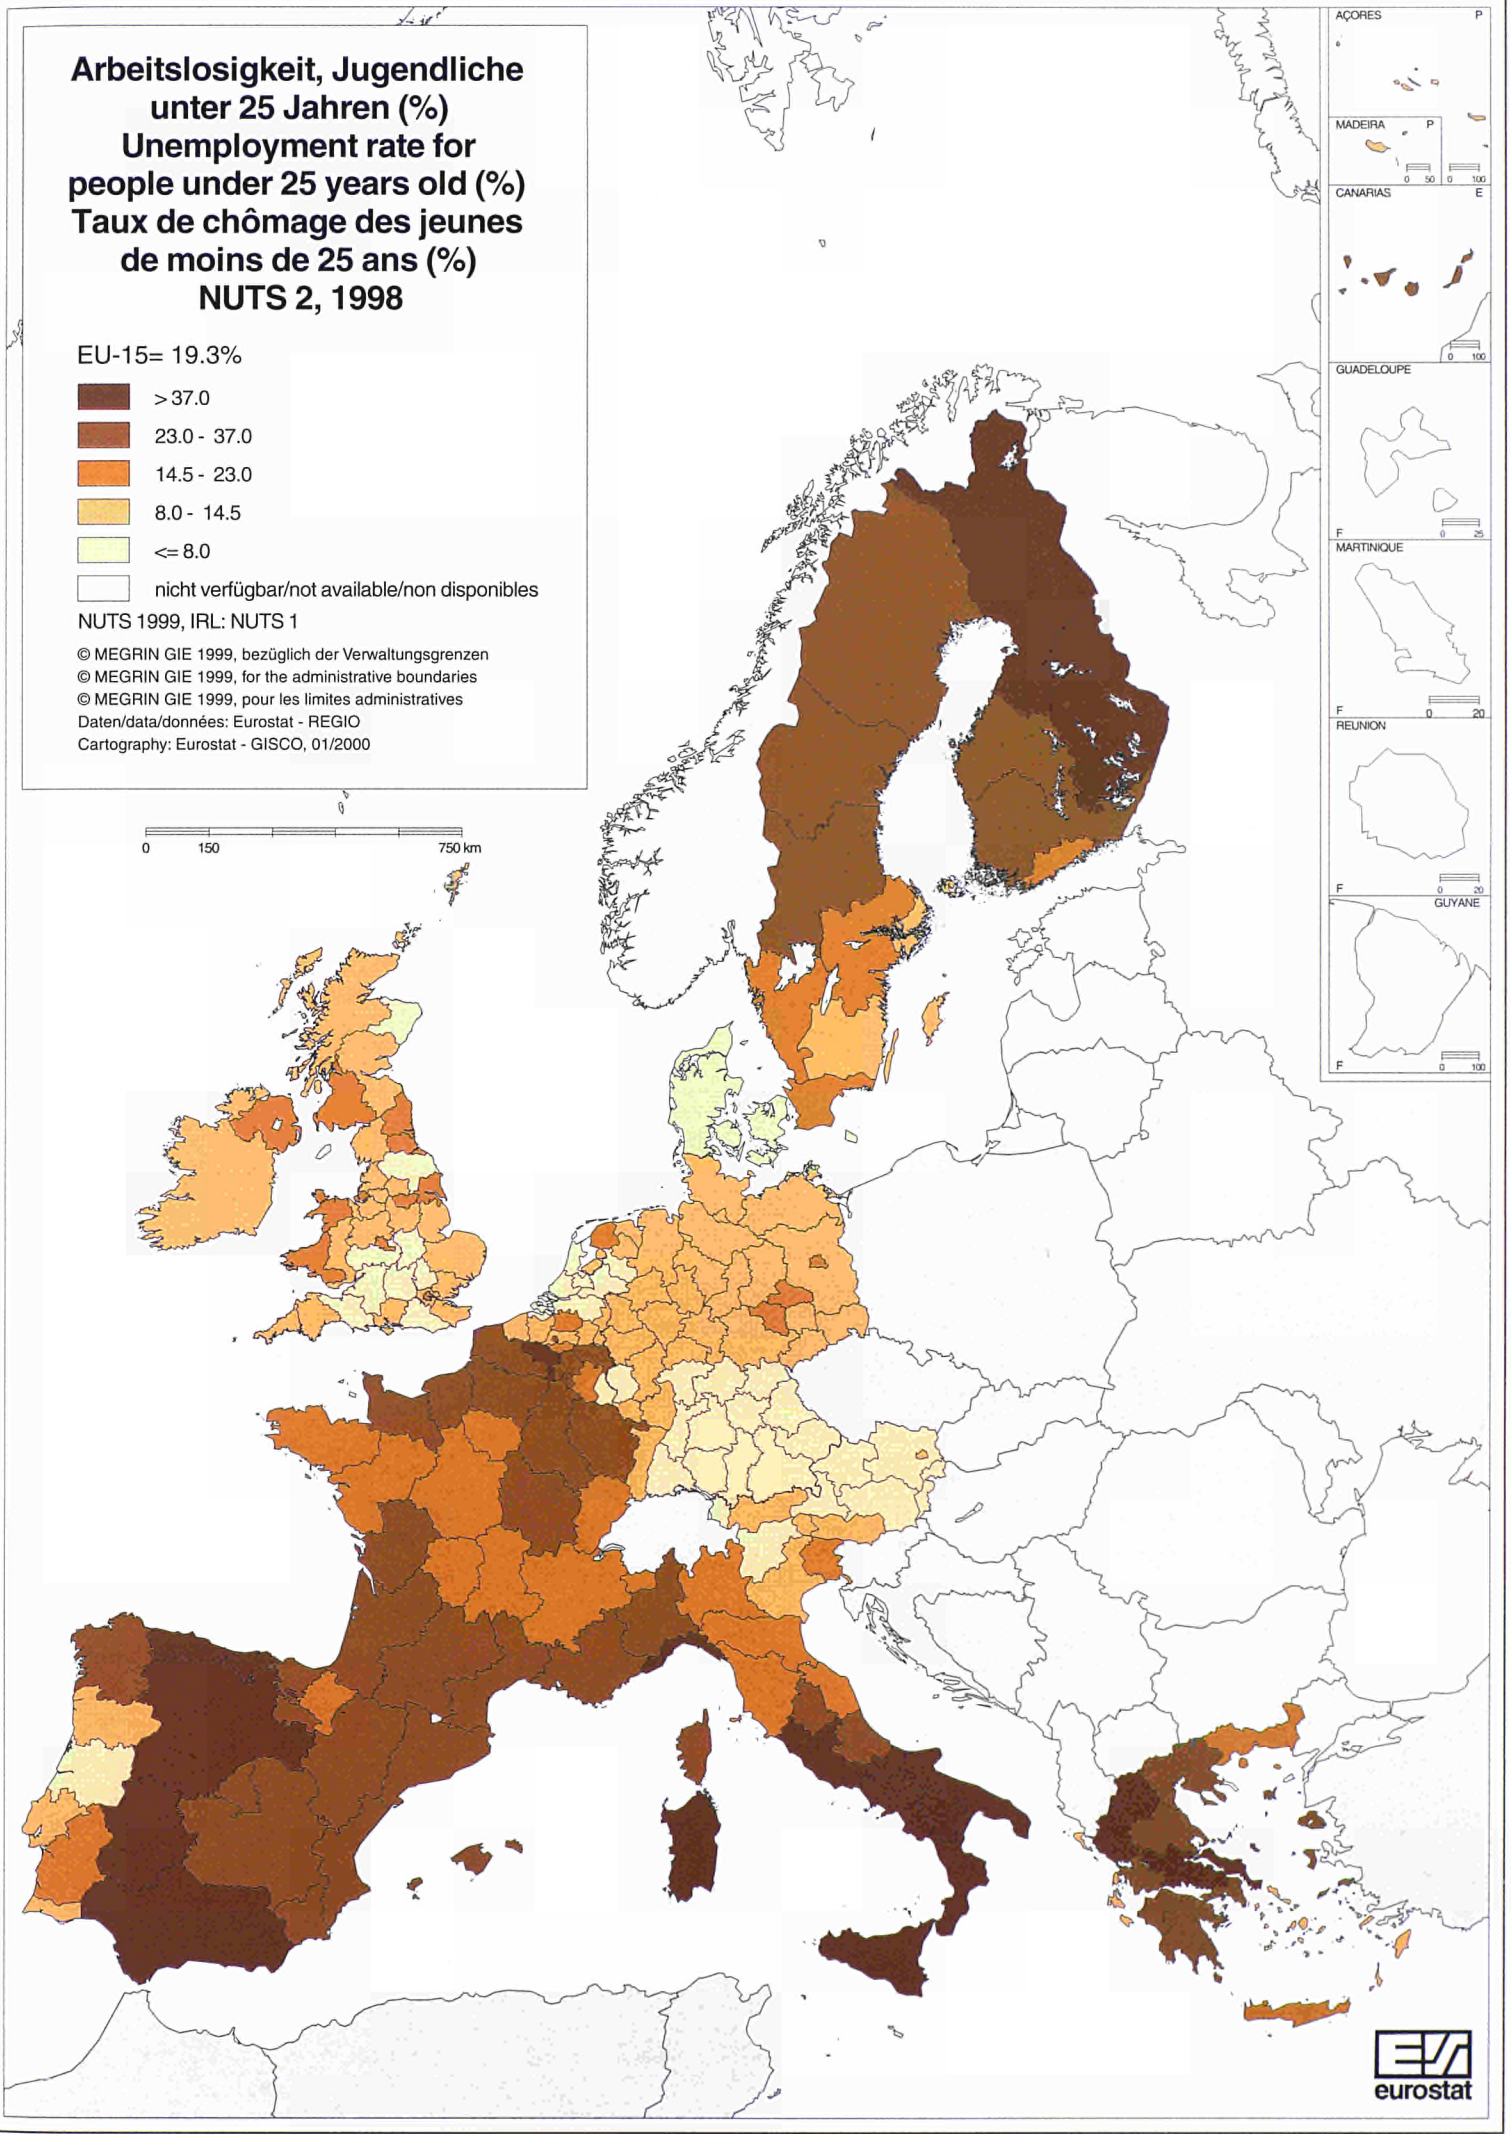 Arbeitslosigkeit, Jugendliche
unter 25 Jahren (%)
Unemployment rate for
people under 25 years old (%)
Taux de chômage des jeunes
de moins de 25 ans (%)
NUTS 2, 1998
EU-15= 19.3%
> 37.0
23.0 - 37.0
14.5 - 23.0
8.0 - 14.5
<= 8.0
nicht verfügbar/not available/non disponibles
NUTS 1999, IRL: NUTS 1
© MEGRIN GIE 1999, bezüglich der Verwaltungsgrenzen
© MEGRIN GIE 1999, for the administrative boundaries
© MEGRIN GIE 1999, pour les limites administratives
Daten/data/données: Eurostat - REGIO
Cartography: Eurostat - GISCO, 01/2000
0 150 750 km
AÇORES P
MADEIRA P
0 50 0 100
CANARIAS E
0 100
GUADELOUPE
F 0 25
MARTINIQUE
F 0 20
REUNION
F 0 20
GUYANE
F 0 100
eurostat